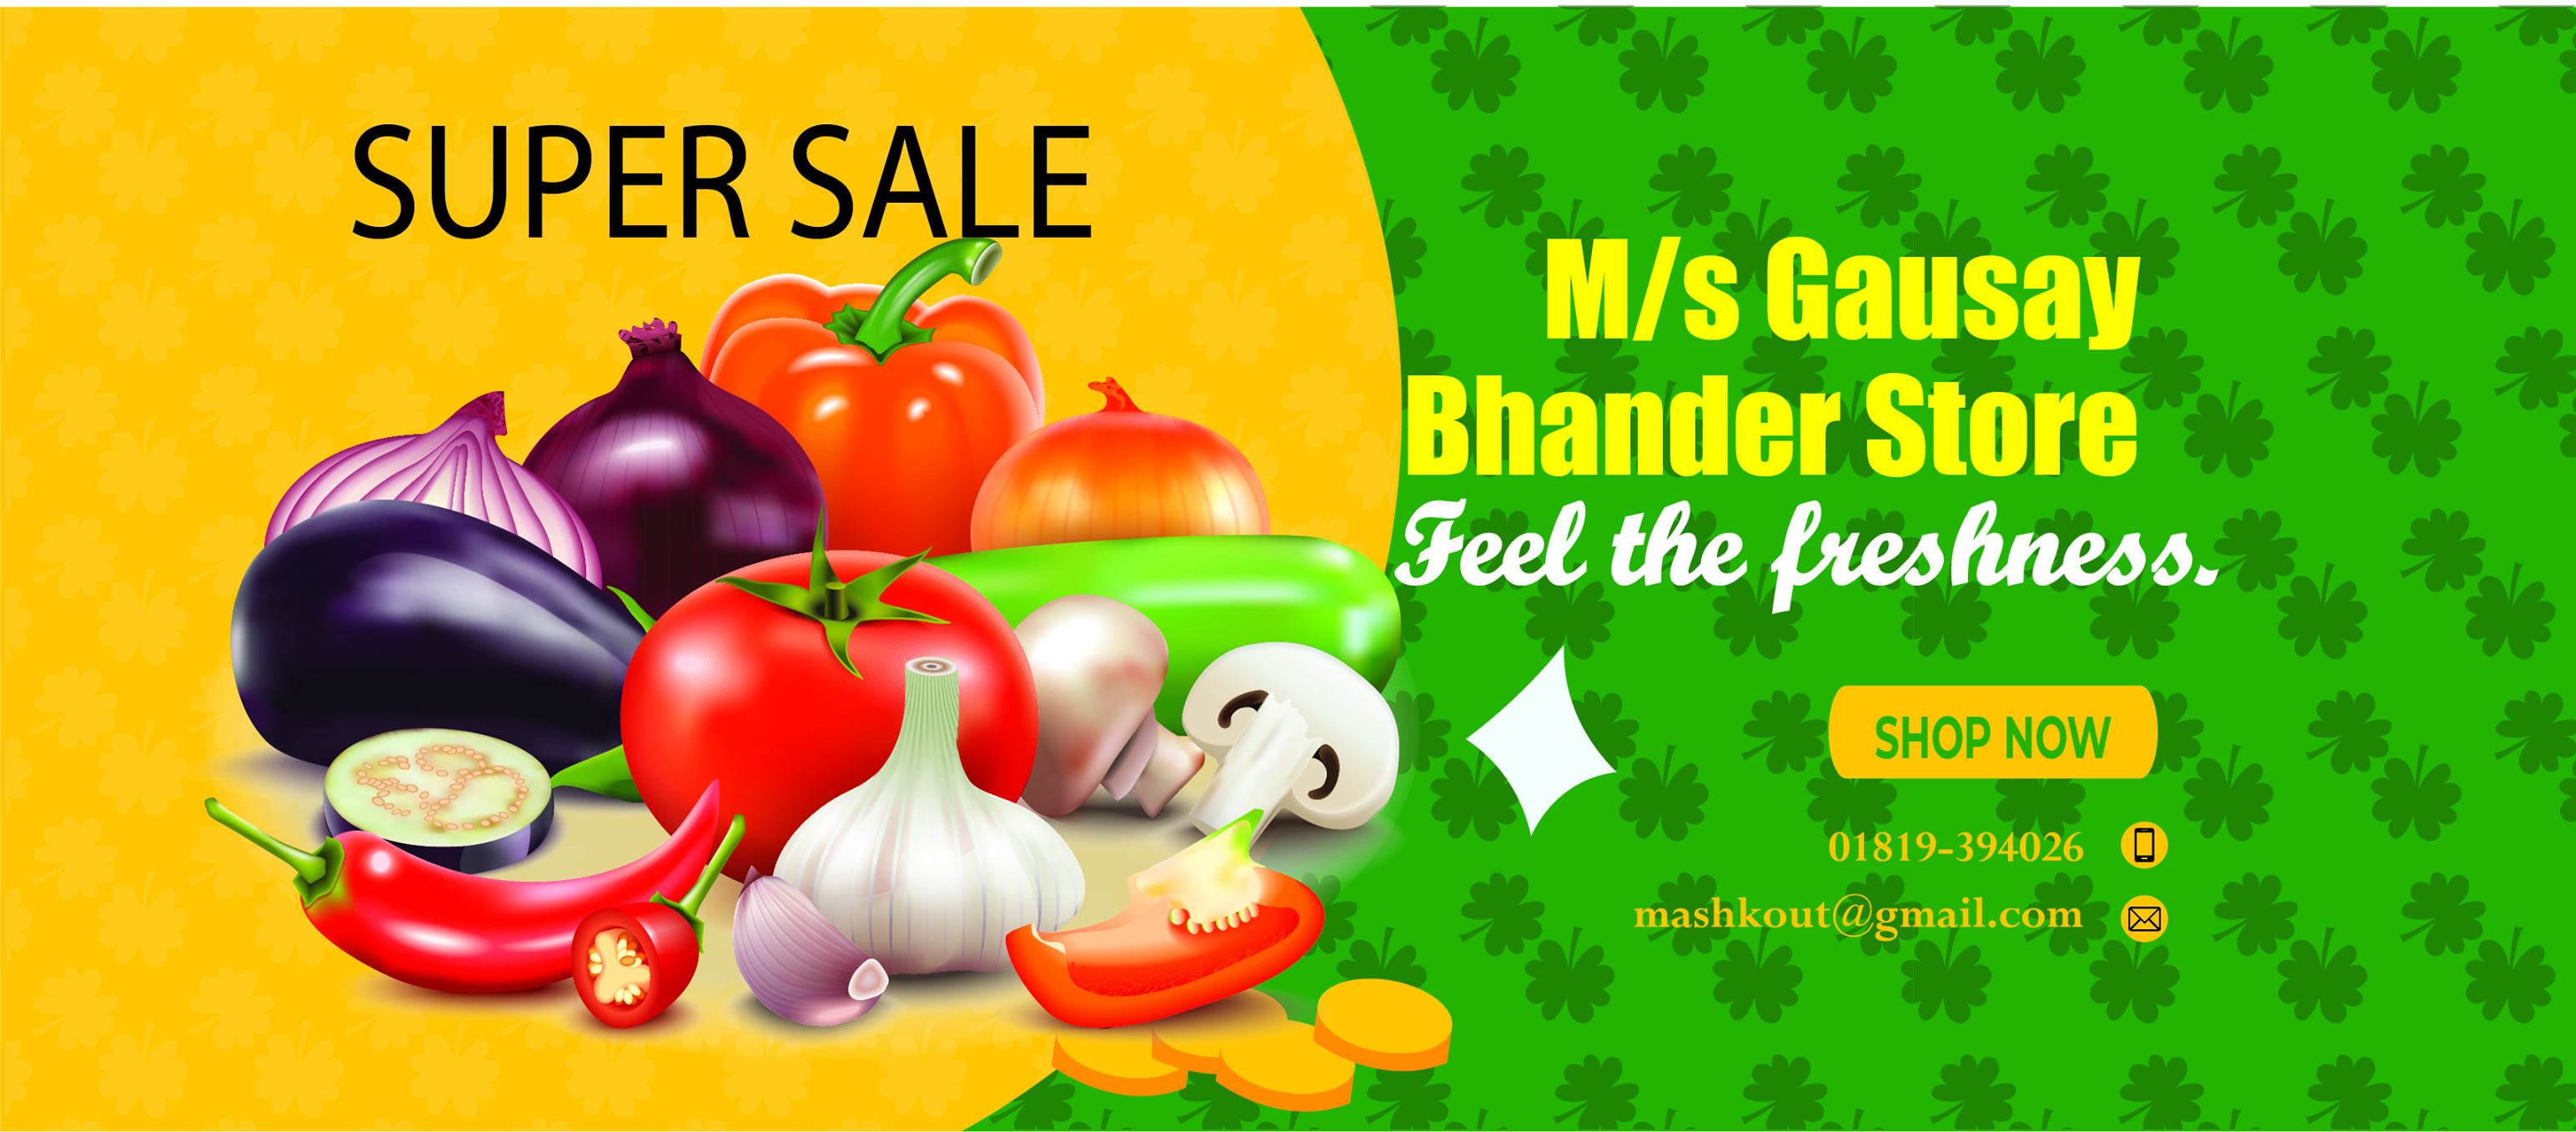 SUPER SALE
M/s Gausay
Bhander Store
Feel the freshness.
SHOP NOW
01819-394026
mashkout@gmail.com